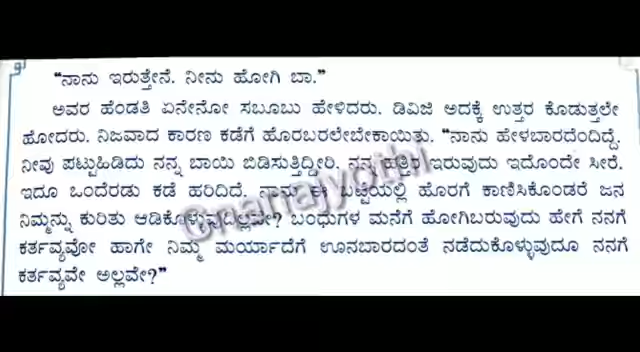 “ನಾನು ಇರುತ್ತೇನೆ. ನೀನು ಹೋಗಿ ಬಾ.”
ಅವರ ಹೆಂಡತಿ ಏನೇನೋ ಸಬೂಬು ಹೇಳಿದರು. ಡಿವಿಜಿ ಅದಕ್ಕೆ ಉತ್ತರ ಕೊಡುತ್ತಲೇ
ಹೋದರು. ನಿಜವಾದ ಕಾರಣ ಕಡೆಗೆ ಹೊರಬರಲೇಬೇಕಾಯಿತು. “ನಾನು ಹೇಳಬಾರದೆಂದಿದ್ದೆ.
ನೀವು ಪಟ್ಟುಹಿಡಿದು ನನ್ನ ಬಾಯಿ ಬಿಡಿಸುತ್ತಿದ್ದೀರಿ. ನನ್ನ ಹತ್ತಿರ ಇರುವುದು ಇದೊಂದೇ ಸೀರೆ.
ಇದೂ ಒಂದೆರಡು ಕಡೆ ಹರಿದಿದೆ. ನಾನು ಈ ಬಟ್ಟೆಯಲ್ಲಿ ಹೊರಗೆ ಕಾಣಿಸಿಕೊಂಡರೆ ಜನ
ನಿಮ್ಮನ್ನು ಕುರಿತು ಆಡಿಕೊಳ್ಳುವುದಿಲ್ಲವೇ? ಬಂಧುಗಳ ಮನೆಗೆ ಹೋಗಿಬರುವುದು ಹೇಗೆ ನನಗೆ
ಕರ್ತವ್ಯವೋ ಹಾಗೇ ನಿಮ್ಮ ಮರ್ಯಾದೆಗೆ ಊನಬಾರದಂತೆ ನಡೆದುಕೊಳ್ಳುವುದೂ ನನಗೆ
ಕರ್ತವ್ಯವೇ ಅಲ್ಲವೇ?”